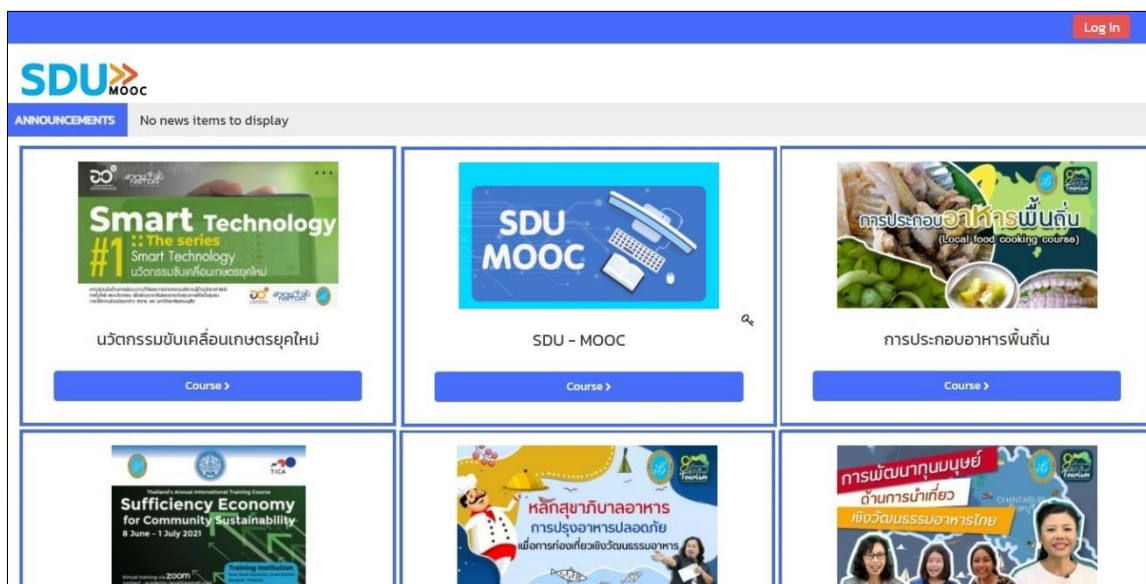 Log In
SDU
MOOC
ANNOUNCEMENTS
No news items to display
Smart Technology
#1
:: The series
Smart Technology
นวัตกรรมขับเคลื่อนเกษตรยุคใหม่
นวัตกรรมขับเคลื่อนเกษตรยุคใหม่
Course >
SDU
MOOC
SDU - MOOC
Course >
การประกอบอาหารพื้นถิ่น
(Local food cooking course)
การประกอบอาหารพื้นถิ่น
Course >
TICA
Thailand's Annual International Training Course
Sufficiency Economy
for Community Sustainability
8 June - 1 July 2021
Training Institution
Virtual training via zoom
หลักสุขาภิบาลอาหาร
การปรุงอาหารปลอดภัย
เพื่อการท่องเที่ยวเชิงวัฒนธรรมอาหาร
การพัฒนาทุนมนุษย์
ด้านการนำเที่ยว
เชิงวัฒนธรรมอาหารไทย